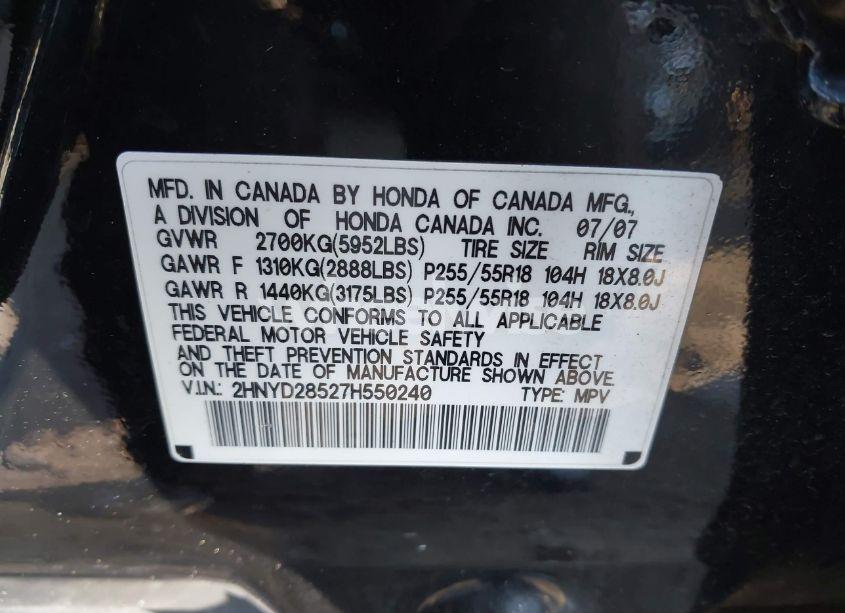 MFD. IN CANADA BY HONDA OF CANADA MFG.,
A DIVISION OF HONDA CANADA INC. 07/07
GVWR 2700KG(5952LBS) TIRE SIZE RIM SIZE
GAWR F 1310KG(2888LBS) P255/55R18 104H 18X8.0J
GAWR R 1440KG(3175LBS) P255/55R18 104H 18X8.0J
THIS VEHICLE CONFORMS TO ALL APPLICABLE
FEDERAL MOTOR VEHICLE SAFETY
AND THEFT PREVENTION STANDARDS IN EFFECT
ON THE DATE OF MANUFACTURE SHOWN ABOVE.
V.I.N.: 2HNYD28527H550240 TYPE: MPV